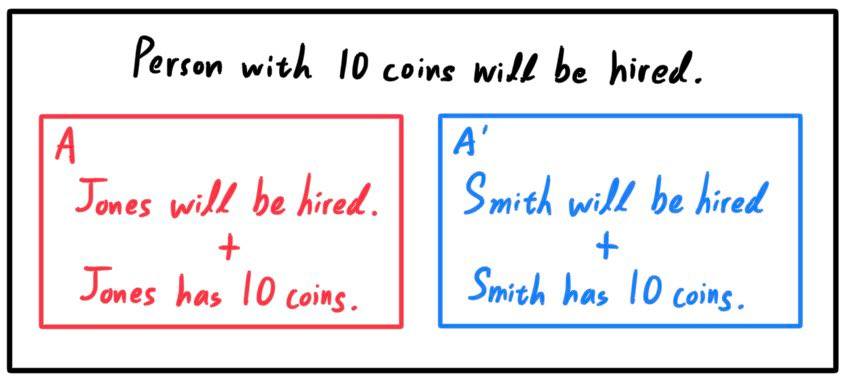 Person with 10 coins will be hired.
A
Jones will be hired.
+
Jones has 10 coins.
A'
Smith will be hired
+
Smith has 10 coins.